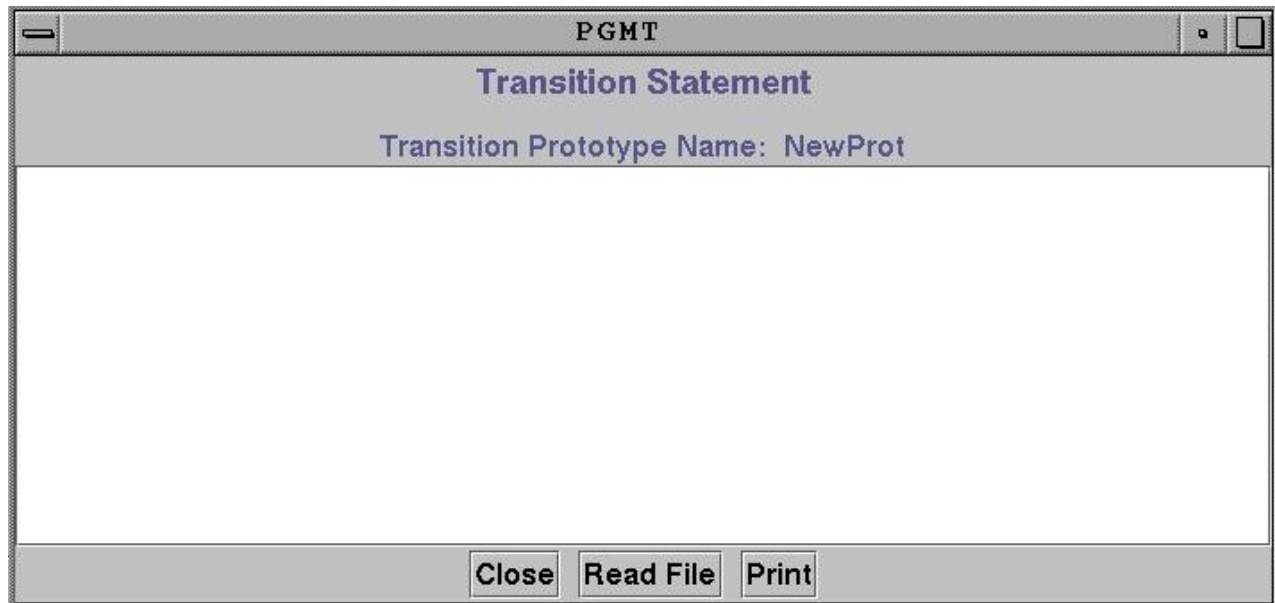 PGMT
Transition Statement
Transition Prototype Name: NewProt
Close Read File Print